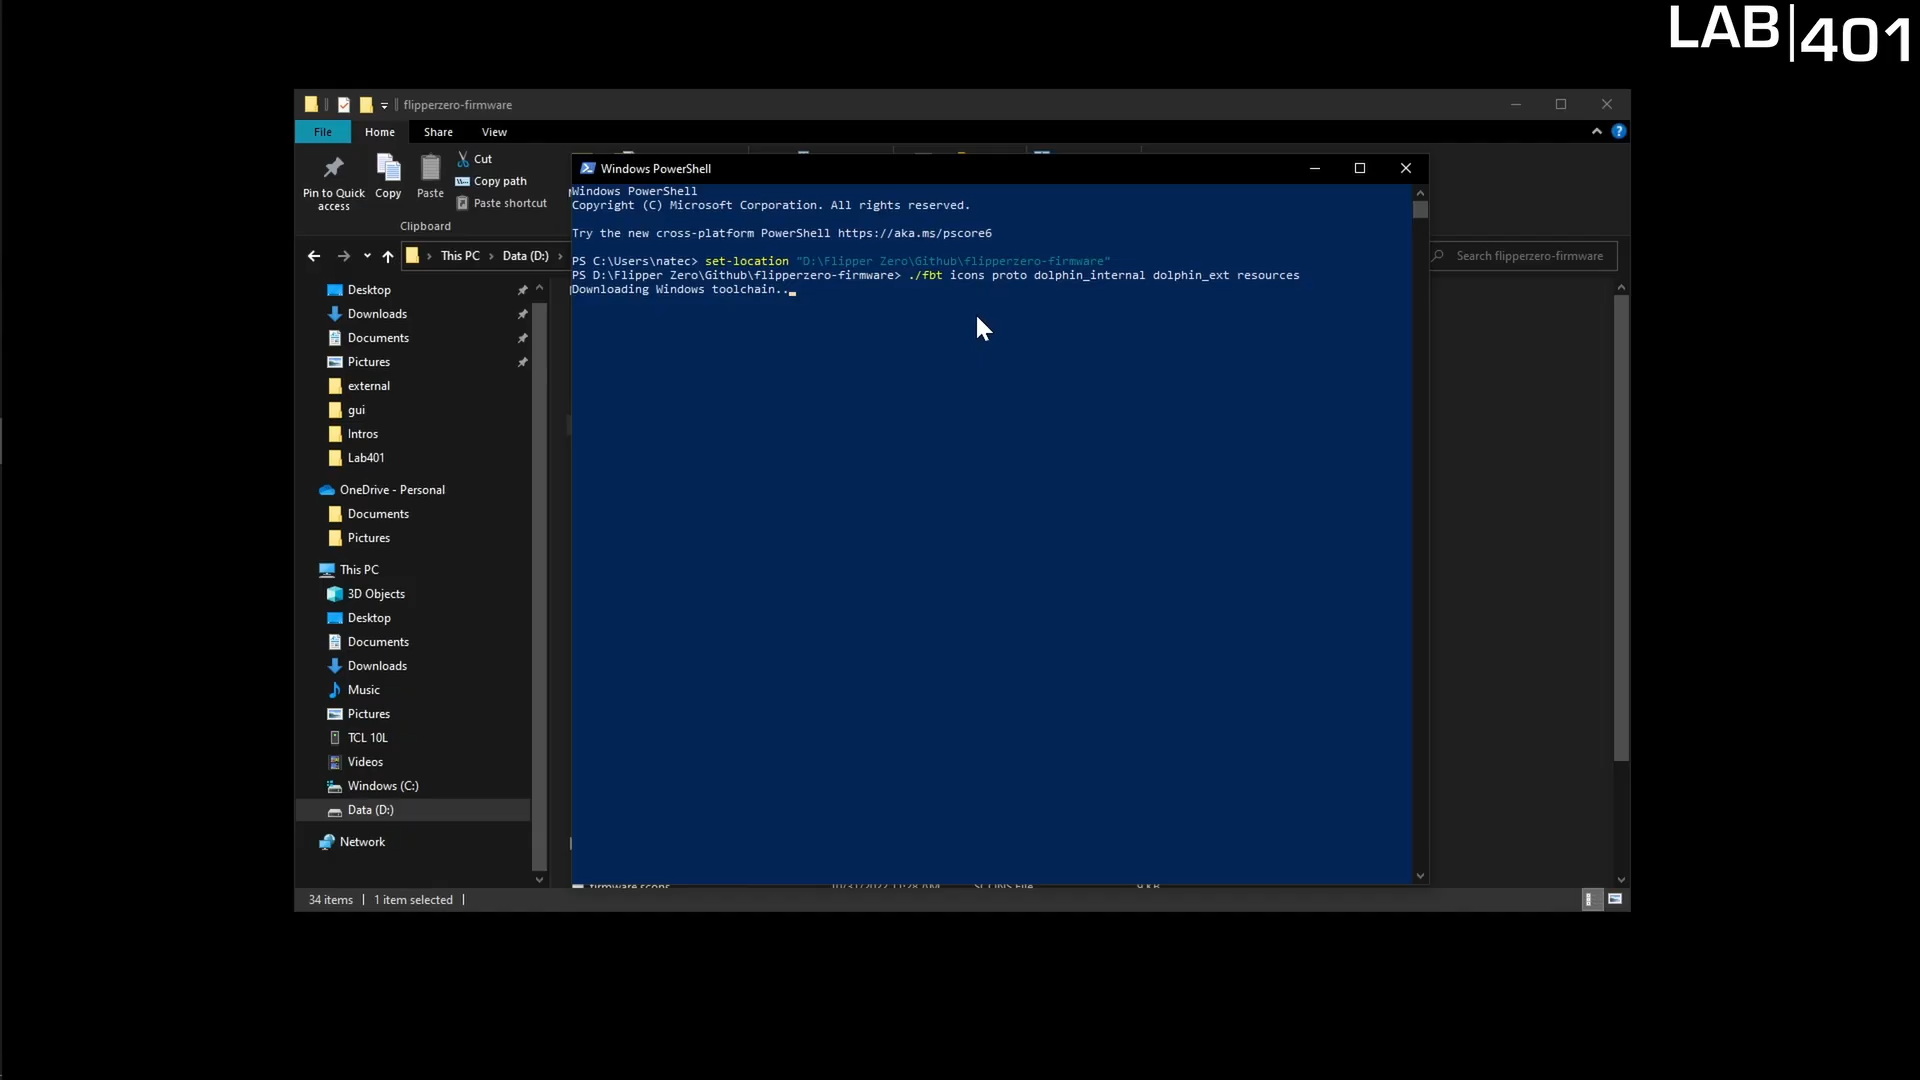 LAB|401
flipperzero-firmware
File Home Share View
Pin to Quick access
Copy
Paste
Cut
Copy path
Paste shortcut
Clipboard
This PC > Data (D:) >
Search flipperzero-firmware
Desktop
Downloads
Documents
Pictures
external
gui
Intros
Lab401
OneDrive - Personal
Documents
Pictures
This PC
3D Objects
Desktop
Documents
Downloads
Music
Pictures
TCL 10L
Videos
Windows (C:)
Data (D:)
Network
Windows PowerShell
Windows PowerShell
Copyright (C) Microsoft Corporation. All rights reserved.
Try the new cross-platform PowerShell https://aka.ms/pscore6
PS C:\Users\natec> set-location "D:\Flipper Zero\Github\flipperzero-firmware"
PS D:\Flipper Zero\Github\flipperzero-firmware> ./fbt icons proto dolphin_internal dolphin_ext resources
Downloading Windows toolchain.._
34 items | 1 item selected |